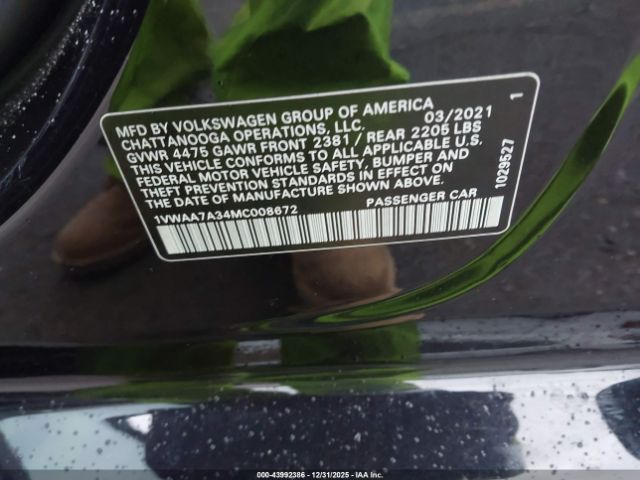 MFD BY VOLKSWAGEN GROUP OF AMERICA
CHATTANOOGA OPERATIONS, LLC. 03/2021 1
GVWR 4475 GAWR FRONT 2381 / REAR 2205 LBS
THIS VEHICLE CONFORMS TO ALL APPLICABLE U.S.
FEDERAL MOTOR VEHICLE SAFETY, BUMPER AND
THEFT PREVENTION STANDARDS IN EFFECT ON
THE DATE OF MANUFACTURE SHOWN ABOVE.
1VWAA7A34MC008672 PASSENGER CAR
1029527
000-43992386 - 12/31/2025 - IAA Inc.